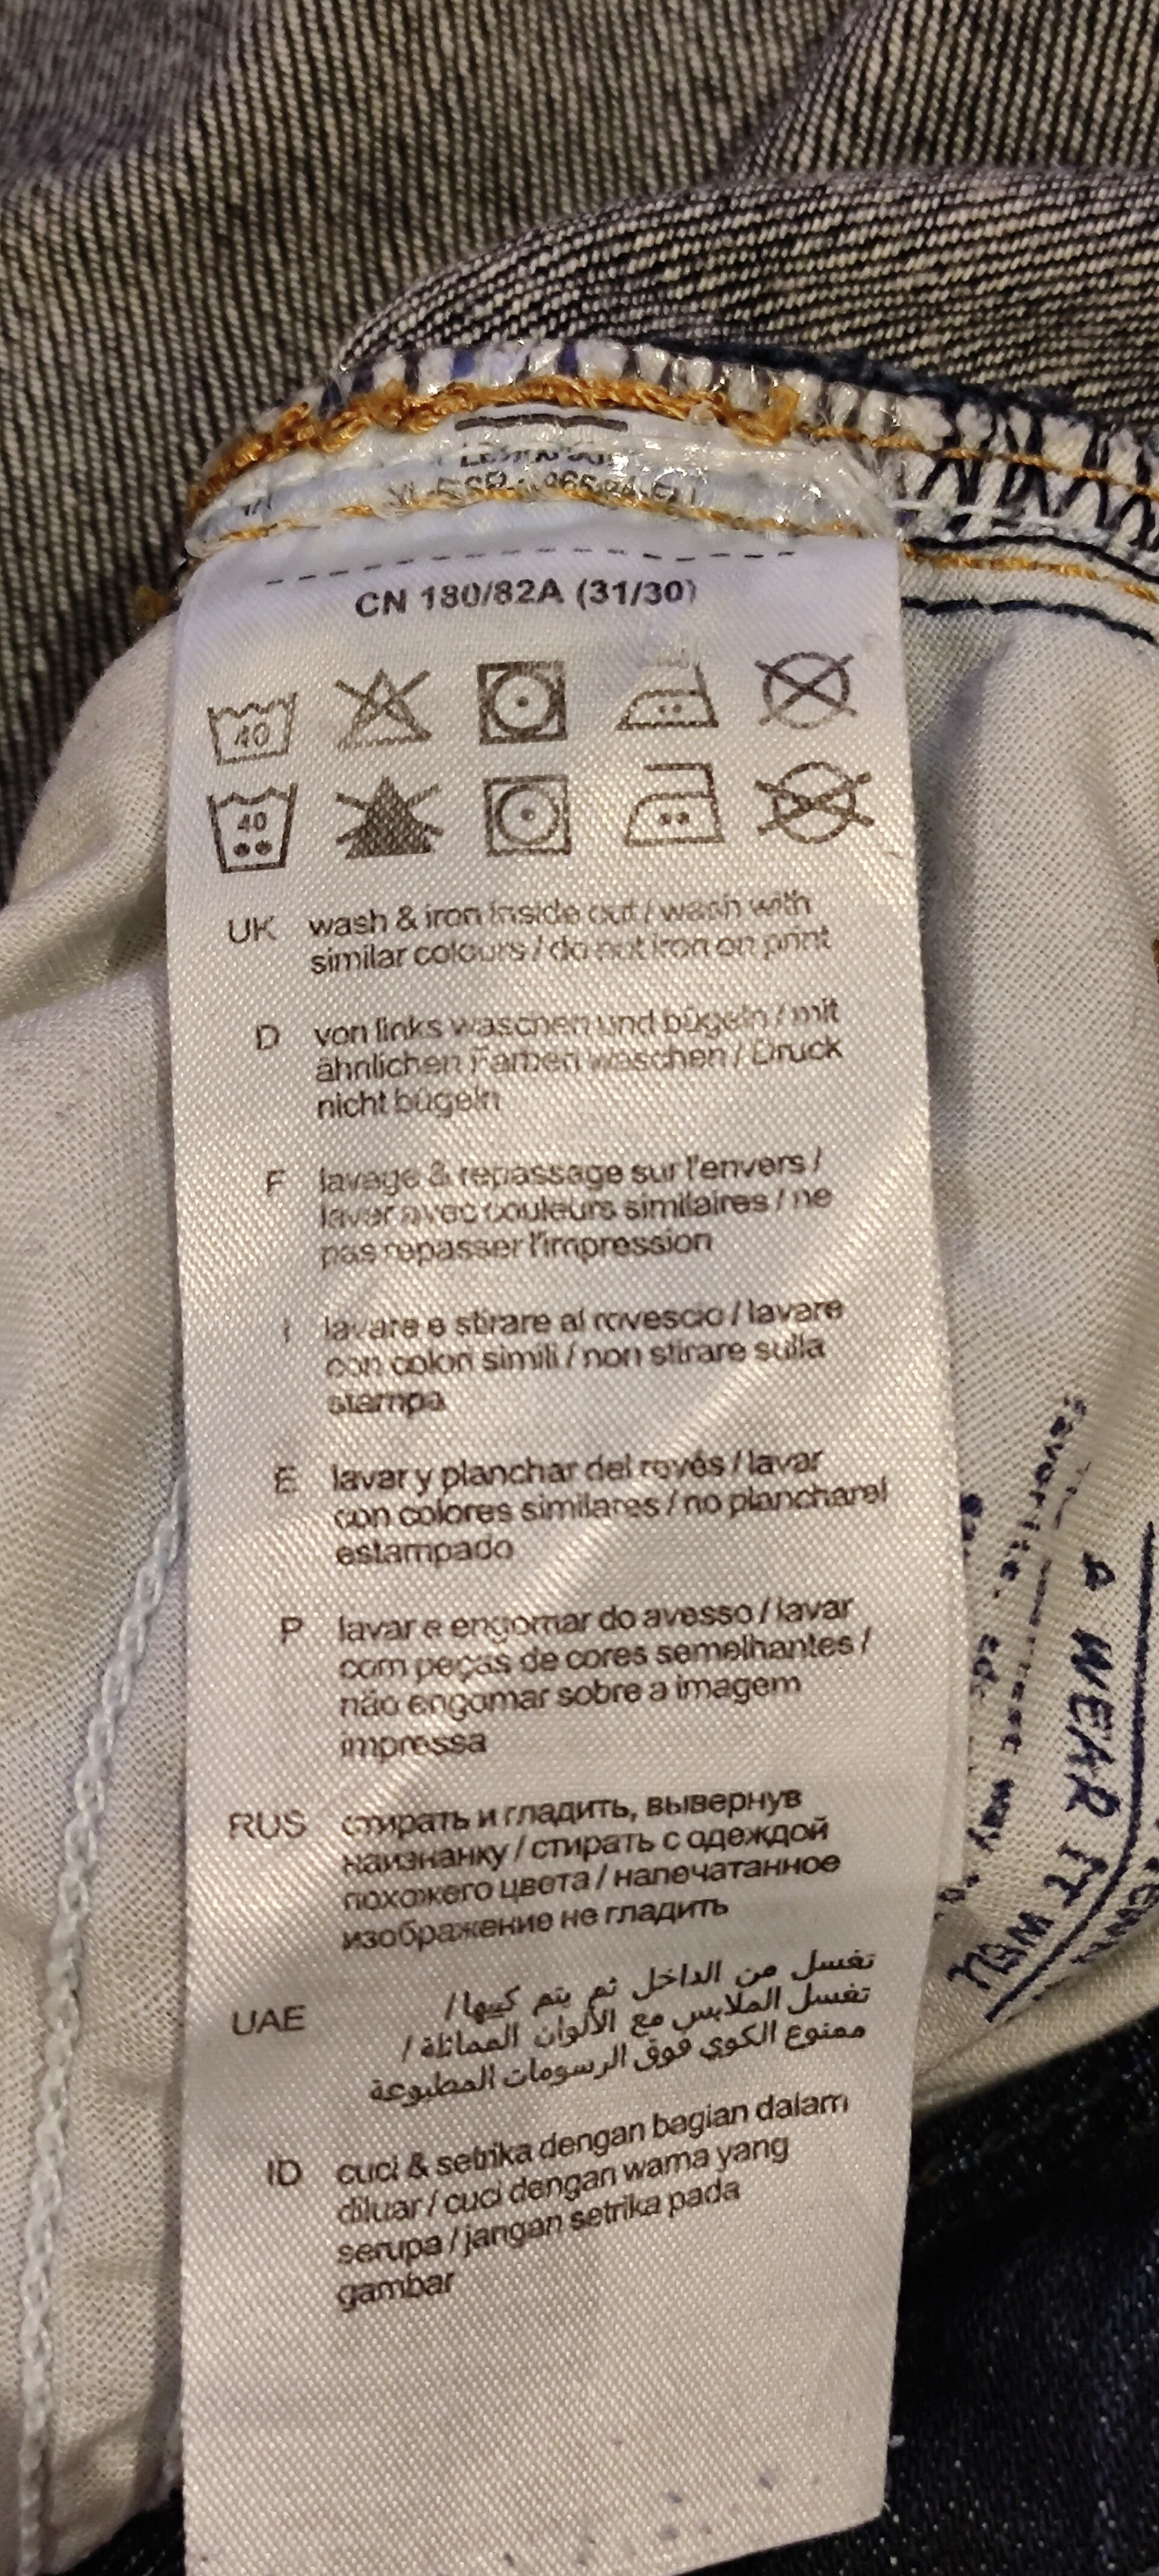 CN 180/82A (31/30)
40
40
UK wash & iron inside out / wash with
similar colours / do not iron on print
D von links waschen und bügeln / mit
ähnlichen Farben waschen / Druck
nicht bügeln
F lavage & repassage sur l'envers /
laver avec couleurs similaires / ne
pas repasser l'impression
I lavare e stirare al rovescio / lavare
con colori simili / non stirare sulla
stampa
E lavar y planchar del revés / lavar
con colores similares / no planchar el
estampado
P lavar e engomar do avesso / lavar
com peças de cores semelhantes /
não engomar sobre a imagem
impressa
RUS стирать и гладить, вывернув
наизнанку / стирать с одеждой
похожего цвета / напечатанное
изображение не гладить
UAE تغسل من الداخل ثم يتم كييها /
تغسل الملابس مع الألوان المماثلة /
ممنوع الكوي فوق الرسومات المطبوعة
ID cuci & setrika dengan bagian dalam
diluar / cuci dengan warna yang
serupa / jangan setrika pada
gambar
Favorite.
way
WEAR IT WELL